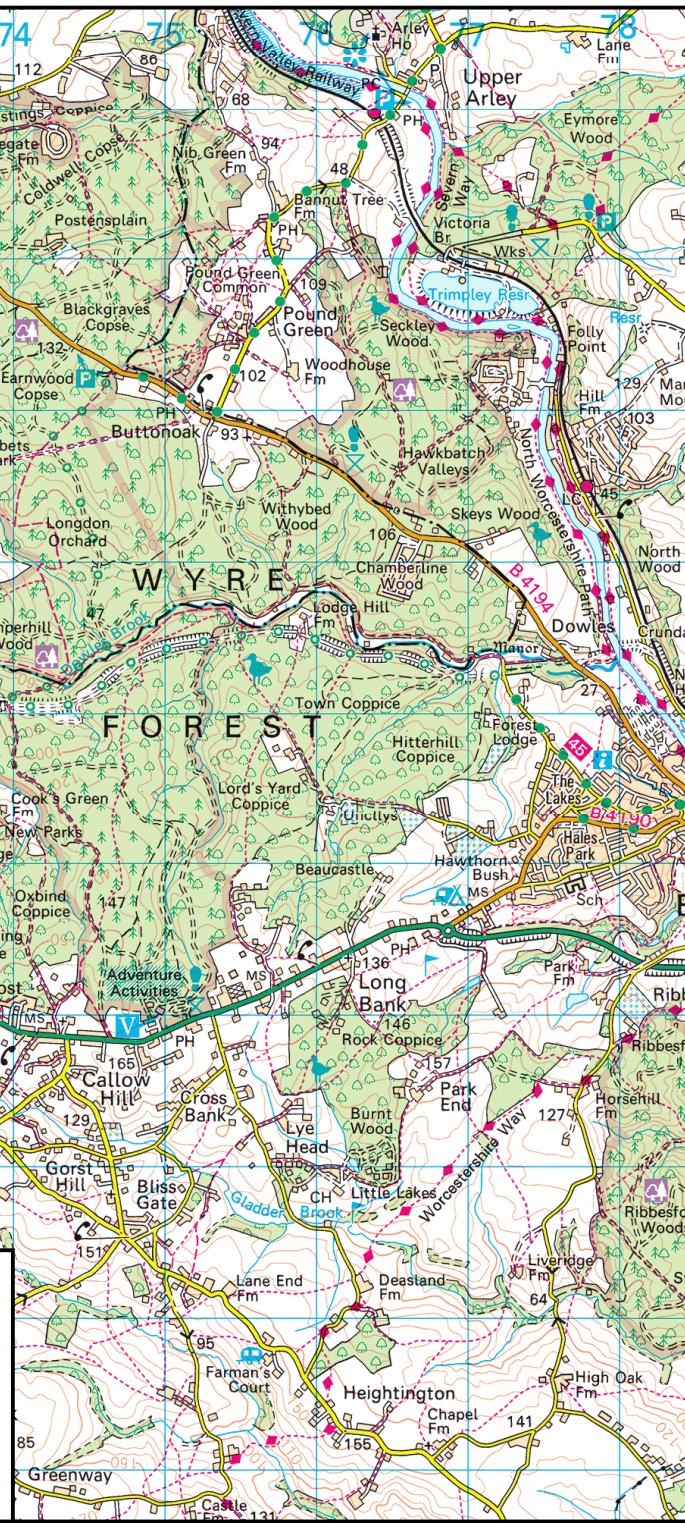 74
75
76
77
78
Severn Valley Railway
Arley
Ho
Lane
Fm
112
86
P
PC
Upper
Arley
68
PH
Eymore
Wood
Coppice
Coldwell Copse
Nib Green
Fm
94
48
Severn
Way
Bannut Tree
Fm
Postensplain
PH
Victoria
Br
P
Wks
Pound Green
Common
109
Trimpley Resr
Blackgraves
Copse
Pound
Green
Seckley
Wood
Resr
Folly
Point
132
Woodhouse
Fm
Earnwood
Copse
P
102
129
Hill
Fm
PH
103
Buttonoak
93
Hawkbatch
Valleys
North Worcestershire Path
LC
45
Withybed
Wood
Skeys Wood
Longdon
Orchard
106
North
Wood
Chamberline
Wood
B 4194
WYRE
Lodge Hill
Fm
47
Dowles
Dowles Brook
Manor
27
Town Coppice
FOREST
Forest
Lodge
Hitterhill
Coppice
45
i
Lord's Yard
Coppice
The
Lakes
Cook's Green
Fm
Uncllys
B 4190
New Parks
Hales
Park
Hawthorn
Bush
Beaucastle
MS
Oxbind
Coppice
147
Sch
PH
136
Adventure
Activities
MS
Park
Fm
Long
Bank
MS
V
146
PH
Rock Coppice
165
157
Callow
Hill
Park
End
Horsehill
Fm
Cross
Bank
127
129
Burnt
Wood
Lye
Head
Worcestershire Way
Gorst
Hill
Bliss
Gate
CH
Little Lakes
Gladder
Brook
151
Liveridge
Fm
Lane End
Fm
Deasland
Fm
64
95
Farman's
Court
High Oak
Fm
Heightington
Chapel
Fm
141
85
155
Greenway
Castle
Fm
131